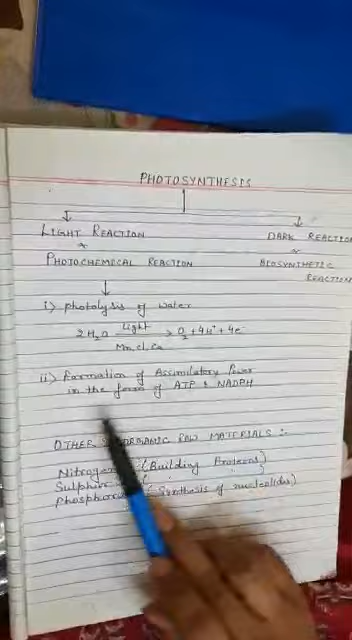 PHOTOSYNTHESIS
LIGHT REACTION
or
PHOTOCHEMICAL REACTION
DARK REACTION
or
BIOSYNTHETIC
REACTION
i) Photolysis of water
2H₂O Light → O₂ + 4H⁺ + 4e⁻
Mn, Cl, Ca
ii) Formation of Assimilatory Power
in the form of ATP & NADPH
OTHER INORGANIC RAW MATERIALS :-
Nitrogen (Building Proteins)
Sulphur
Phosphorus (Synthesis of nucleotides)